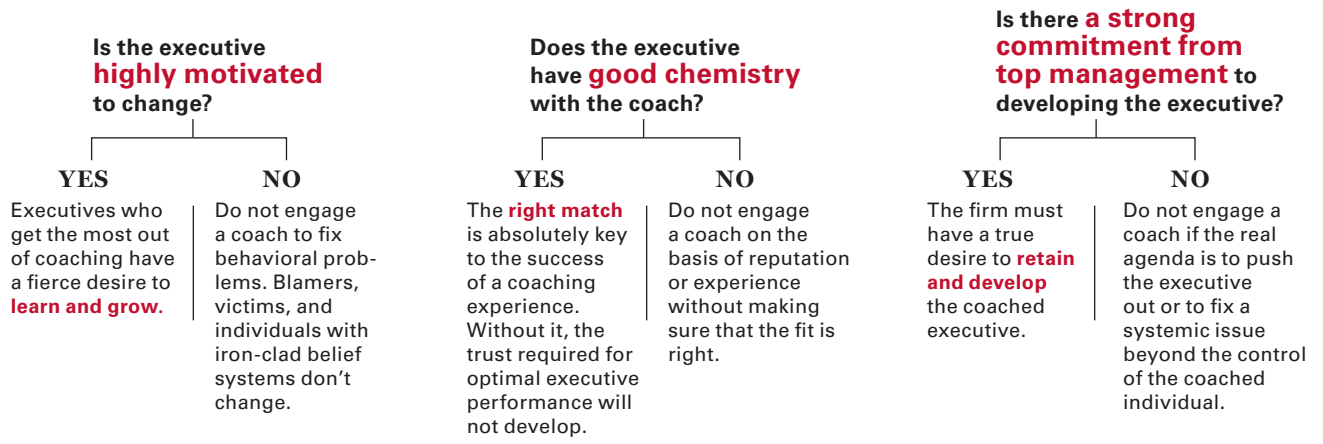 Is the executive
highly motivated
to change?
YES
Executives who
get the most out
of coaching have
a fierce desire to
learn and grow.
NO
Do not engage
a coach to fix
behavioral prob-
lems. Blamers,
victims, and
individuals with
iron-clad belief
systems don’t
change.
Does the executive
have good chemistry
with the coach?
YES
The right match
is absolutely key
to the success
of a coaching
experience.
Without it, the
trust required for
optimal executive
performance will
not develop.
NO
Do not engage
a coach on the
basis of reputation
or experience
without making
sure that the fit is
right.
Is there a strong
commitment from
top management to
developing the executive?
YES
The firm must
have a true
desire to retain
and develop
the coached
executive.
NO
Do not engage a
coach if the real
agenda is to push
the executive
out or to fix a
systemic issue
beyond the control
of the coached
individual.